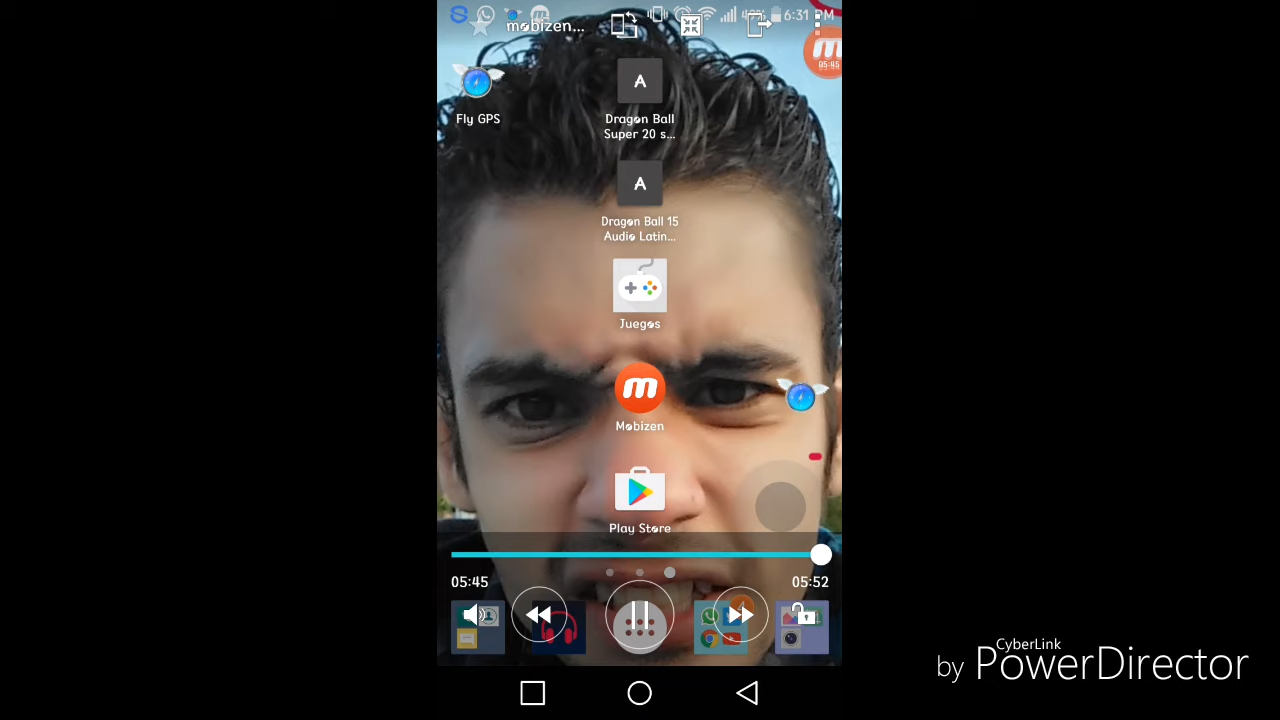 mobizen...
49% 6:31 PM
05:45
Fly GPS
A
Dragon Ball
Super 20 s...
A
Dragon Ball 15
Audio Latin...
Juegos
m
Mobizen
Play Store
05:45
05:52
CyberLink
by PowerDirector